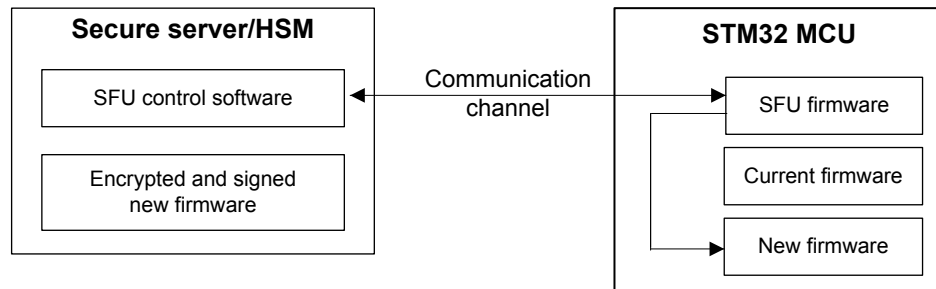 Secure server/HSM
SFU control software
Encrypted and signed
new firmware
Communication
channel
STM32 MCU
SFU firmware
Current firmware
New firmware